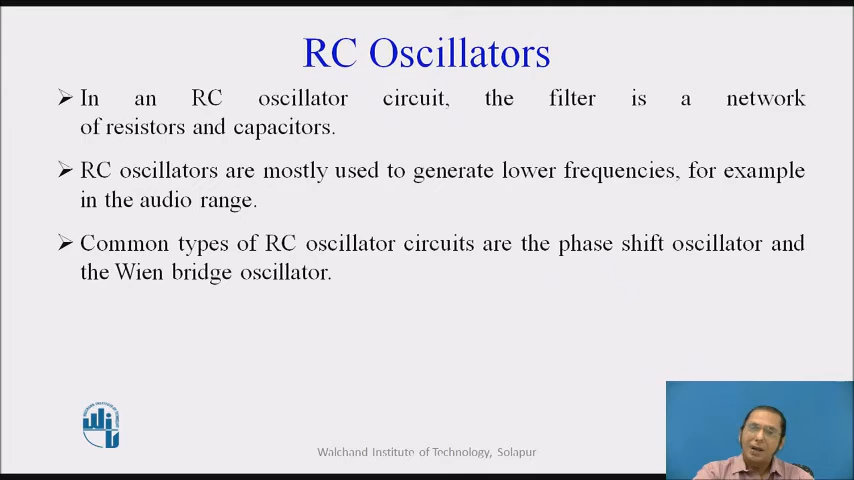 RC Oscillators
➢ In an RC oscillator circuit, the filter is a network
of resistors and capacitors.
➢ RC oscillators are mostly used to generate lower frequencies, for example
in the audio range.
➢ Common types of RC oscillator circuits are the phase shift oscillator and
the Wien bridge oscillator.
Walchand Institute of Technology, Solapur